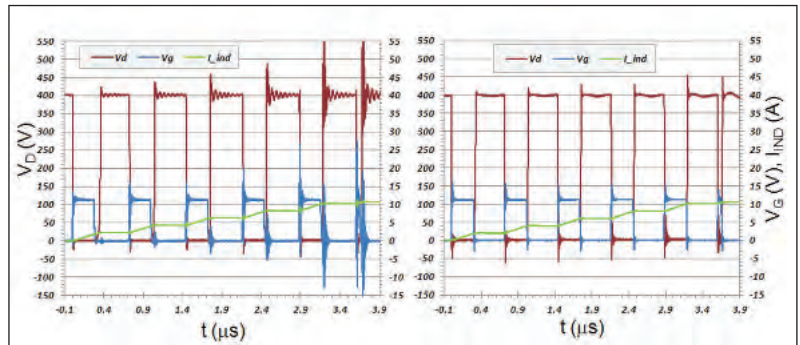 550 55 550 55
Vd Vg I_ind Vd Vg I_ind
500 50 500 50
450 45 450 45
400 40 400 40
350 35 350 35
300 30 300 30
250 25 250 25
200 20 200 20
150 15 150 15
100 10 100 10
50 5 50 5
0 0 0 0
-50 -5 -50 -5
-100 -10 -100 -10
-150 -15 -150 -15
V_D (V)
V_G (V), I_IND (A)
-0.1 0.4 0.9 1.4 1.9 2.4 2.9 3.4 3.9 -0.1 0.4 0.9 1.4 1.9 2.4 2.9 3.4 3.9
t (μs) t (μs)